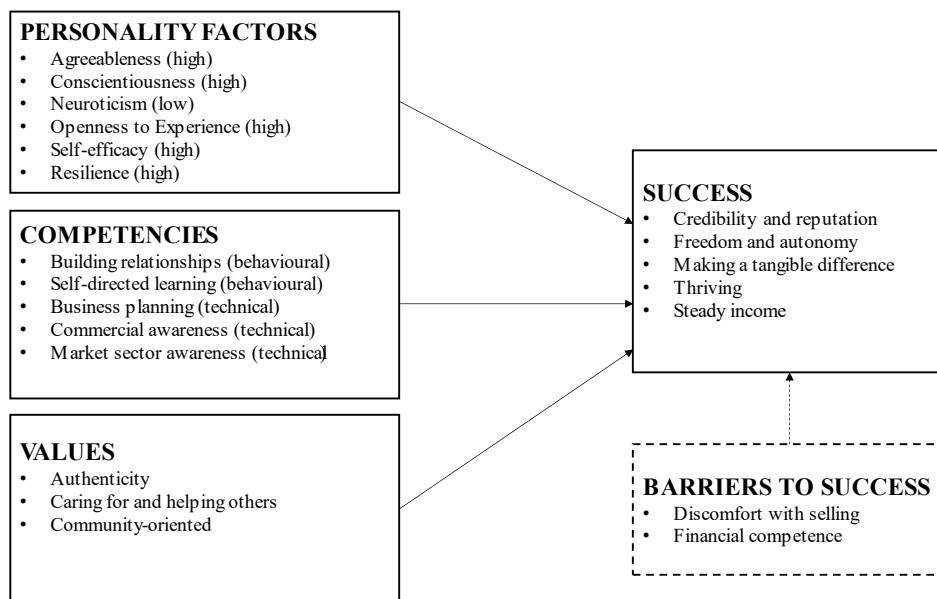 PERSONALITY FACTORS
• Agreeableness (high)
• Conscientiousness (high)
• Neuroticism (low)
• Openness to Experience (high)
• Self-efficacy (high)
• Resilience (high)
COMPETENCIES
• Building relationships (behavioural)
• Self-directed learning (behavioural)
• Business planning (technical)
• Commercial awareness (technical)
• Market sector awareness (technical)
VALUES
• Authenticity
• Caring for and helping others
• Community-oriented
SUCCESS
• Credibility and reputation
• Freedom and autonomy
• Making a tangible difference
• Thriving
• Steady income
BARRIERS TO SUCCESS
• Discomfort with selling
• Financial competence